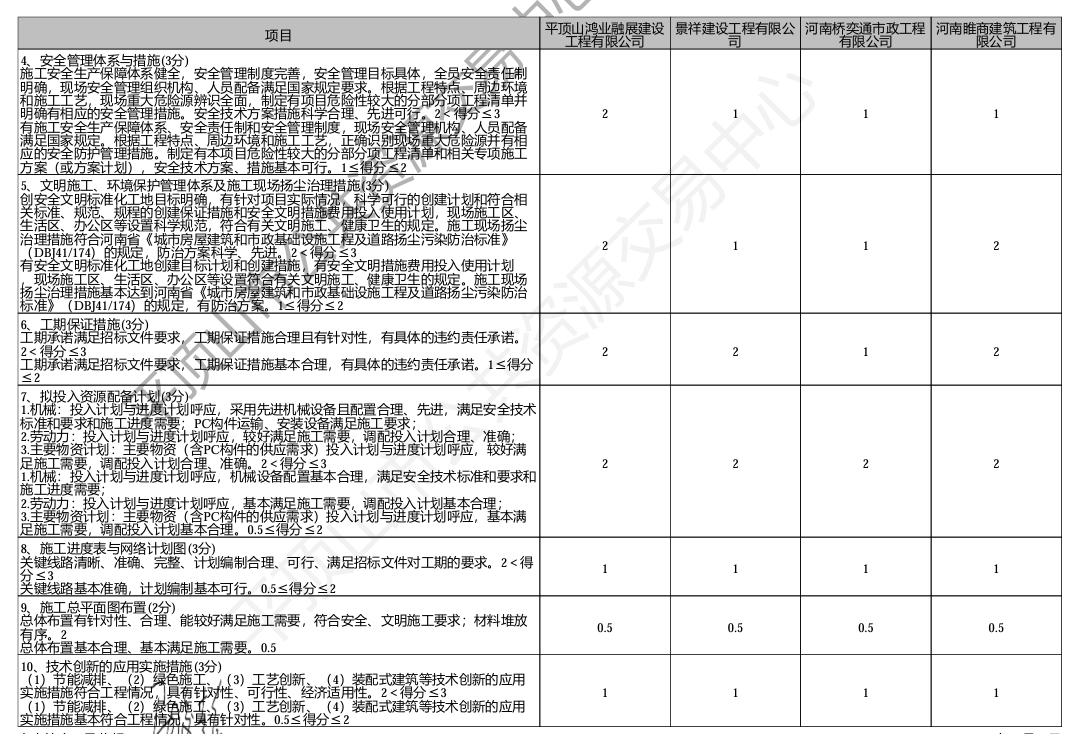 项目
平顶山鸿业融展建设
工程有限公司
景祥建设工程有限公
司
河南桥奕通市政工程
有限公司
河南睢商建筑工程有
限公司
4、安全管理体系与措施(3分)
施工安全生产保障体系健全，安全管理制度完善，安全管理目标具体，全员安全责任制
明确，现场安全管理组织机构、人员配备满足国家规定要求。根据工程特点、周边环境
和施工工艺，现场重大危险源辨识全面，制定有项目危险性较大的分部分项工程清单并
明确有相应的安全管理措施。安全技术方案措施科学合理、先进可行。2<得分≤3
有施工安全生产保障体系、安全责任制和安全管理制度，现场安全管理机构、人员配备
满足国家规定。根据工程特点、周边环境和施工工艺，正确识别现场重大危险源并有相
应的安全防护管理措施。制定有本项目危险性较大的分部分项工程清单和相关专项施工
方案（或方案计划），安全技术方案、措施基本可行。1≤得分≤2
2
1
1
1
5、文明施工、环境保护管理体系及施工现场扬尘治理措施(3分)
创安全文明标准化工地目标明确，有针对项目实际情况、科学可行的创建计划和符合相
关标准、规范、规程的创建保证措施和安全文明措施费用投入使用计划，现场施工区、
生活区、办公区等设置科学规范，符合有关文明施工、健康卫生的规定。施工现场扬尘
治理措施符合河南省《城市房屋建筑和市政基础设施工程及道路扬尘污染防治标准》
（DBJ41/174）的规定，防治方案科学、先进。2<得分≤3
有安全文明标准化工地创建目标计划和创建措施，有安全文明措施费用投入使用计划
，现场施工区、生活区、办公区等设置符合有关文明施工、健康卫生的规定。施工现场
扬尘治理措施基本达到河南省《城市房屋建筑和市政基础设施工程及道路扬尘污染防治
标准》（DBJ41/174）的规定，有防治方案。1≤得分≤2
2
1
1
2
6、工期保证措施(3分)
工期承诺满足招标文件要求，工期保证措施合理且有针对性，有具体的违约责任承诺。
2<得分≤3
工期承诺满足招标文件要求，工期保证措施基本合理，有具体的违约责任承诺。1≤得分
≤2
2
2
1
2
7、拟投入资源配备计划(3分)
1.机械：投入计划与进度计划呼应，采用先进机械设备且配置合理、先进，满足安全技术
标准和要求和施工进度需要；PC构件运输、安装设备满足施工要求；
2.劳动力：投入计划与进度计划呼应，较好满足施工需要，调配投入计划合理、准确；
3.主要物资计划：主要物资（含PC构件的供应需求）投入计划与进度计划呼应，较好满
足施工需要，调配投入计划合理、准确。2<得分≤3
1.机械：投入计划与进度计划呼应，机械设备配置基本合理，满足安全技术标准和要求和
施工进度需要；
2.劳动力：投入计划与进度计划呼应，基本满足施工需要，调配投入计划基本合理；
3.主要物资计划：主要物资（含PC构件的供应需求）投入计划与进度计划呼应，基本满
足施工需要，调配投入计划基本合理。0.5≤得分≤2
2
2
2
2
8、施工进度表与网络计划图(3分)
关键线路清晰、准确、完整、计划编制合理、可行、满足招标文件对工期的要求。2<得
分≤3
关键线路基本准确，计划编制基本可行。0.5≤得分≤2
1
1
1
1
9、施工总平面图布置(2分)
总体布置有针对性、合理、能较好满足施工需要，符合安全、文明施工要求；材料堆放
有序。2
总体布置基本合理、基本满足施工需要。0.5
0.5
0.5
0.5
0.5
10、技术创新的应用实施措施(3分)
（1）节能减排、（2）绿色施工、（3）工艺创新、（4）装配式建筑等技术创新的应用
实施措施符合工程情况，具有针对性、可行性、经济适用性。2<得分≤3
（1）节能减排、（2）绿色施工、（3）工艺创新、（4）装配式建筑等技术创新的应用
实施措施基本符合工程情况，具有针对性。0.5≤得分≤2
1
1
1
1
平顶山市公共资源交易中心
平顶山市公共资源交易中心